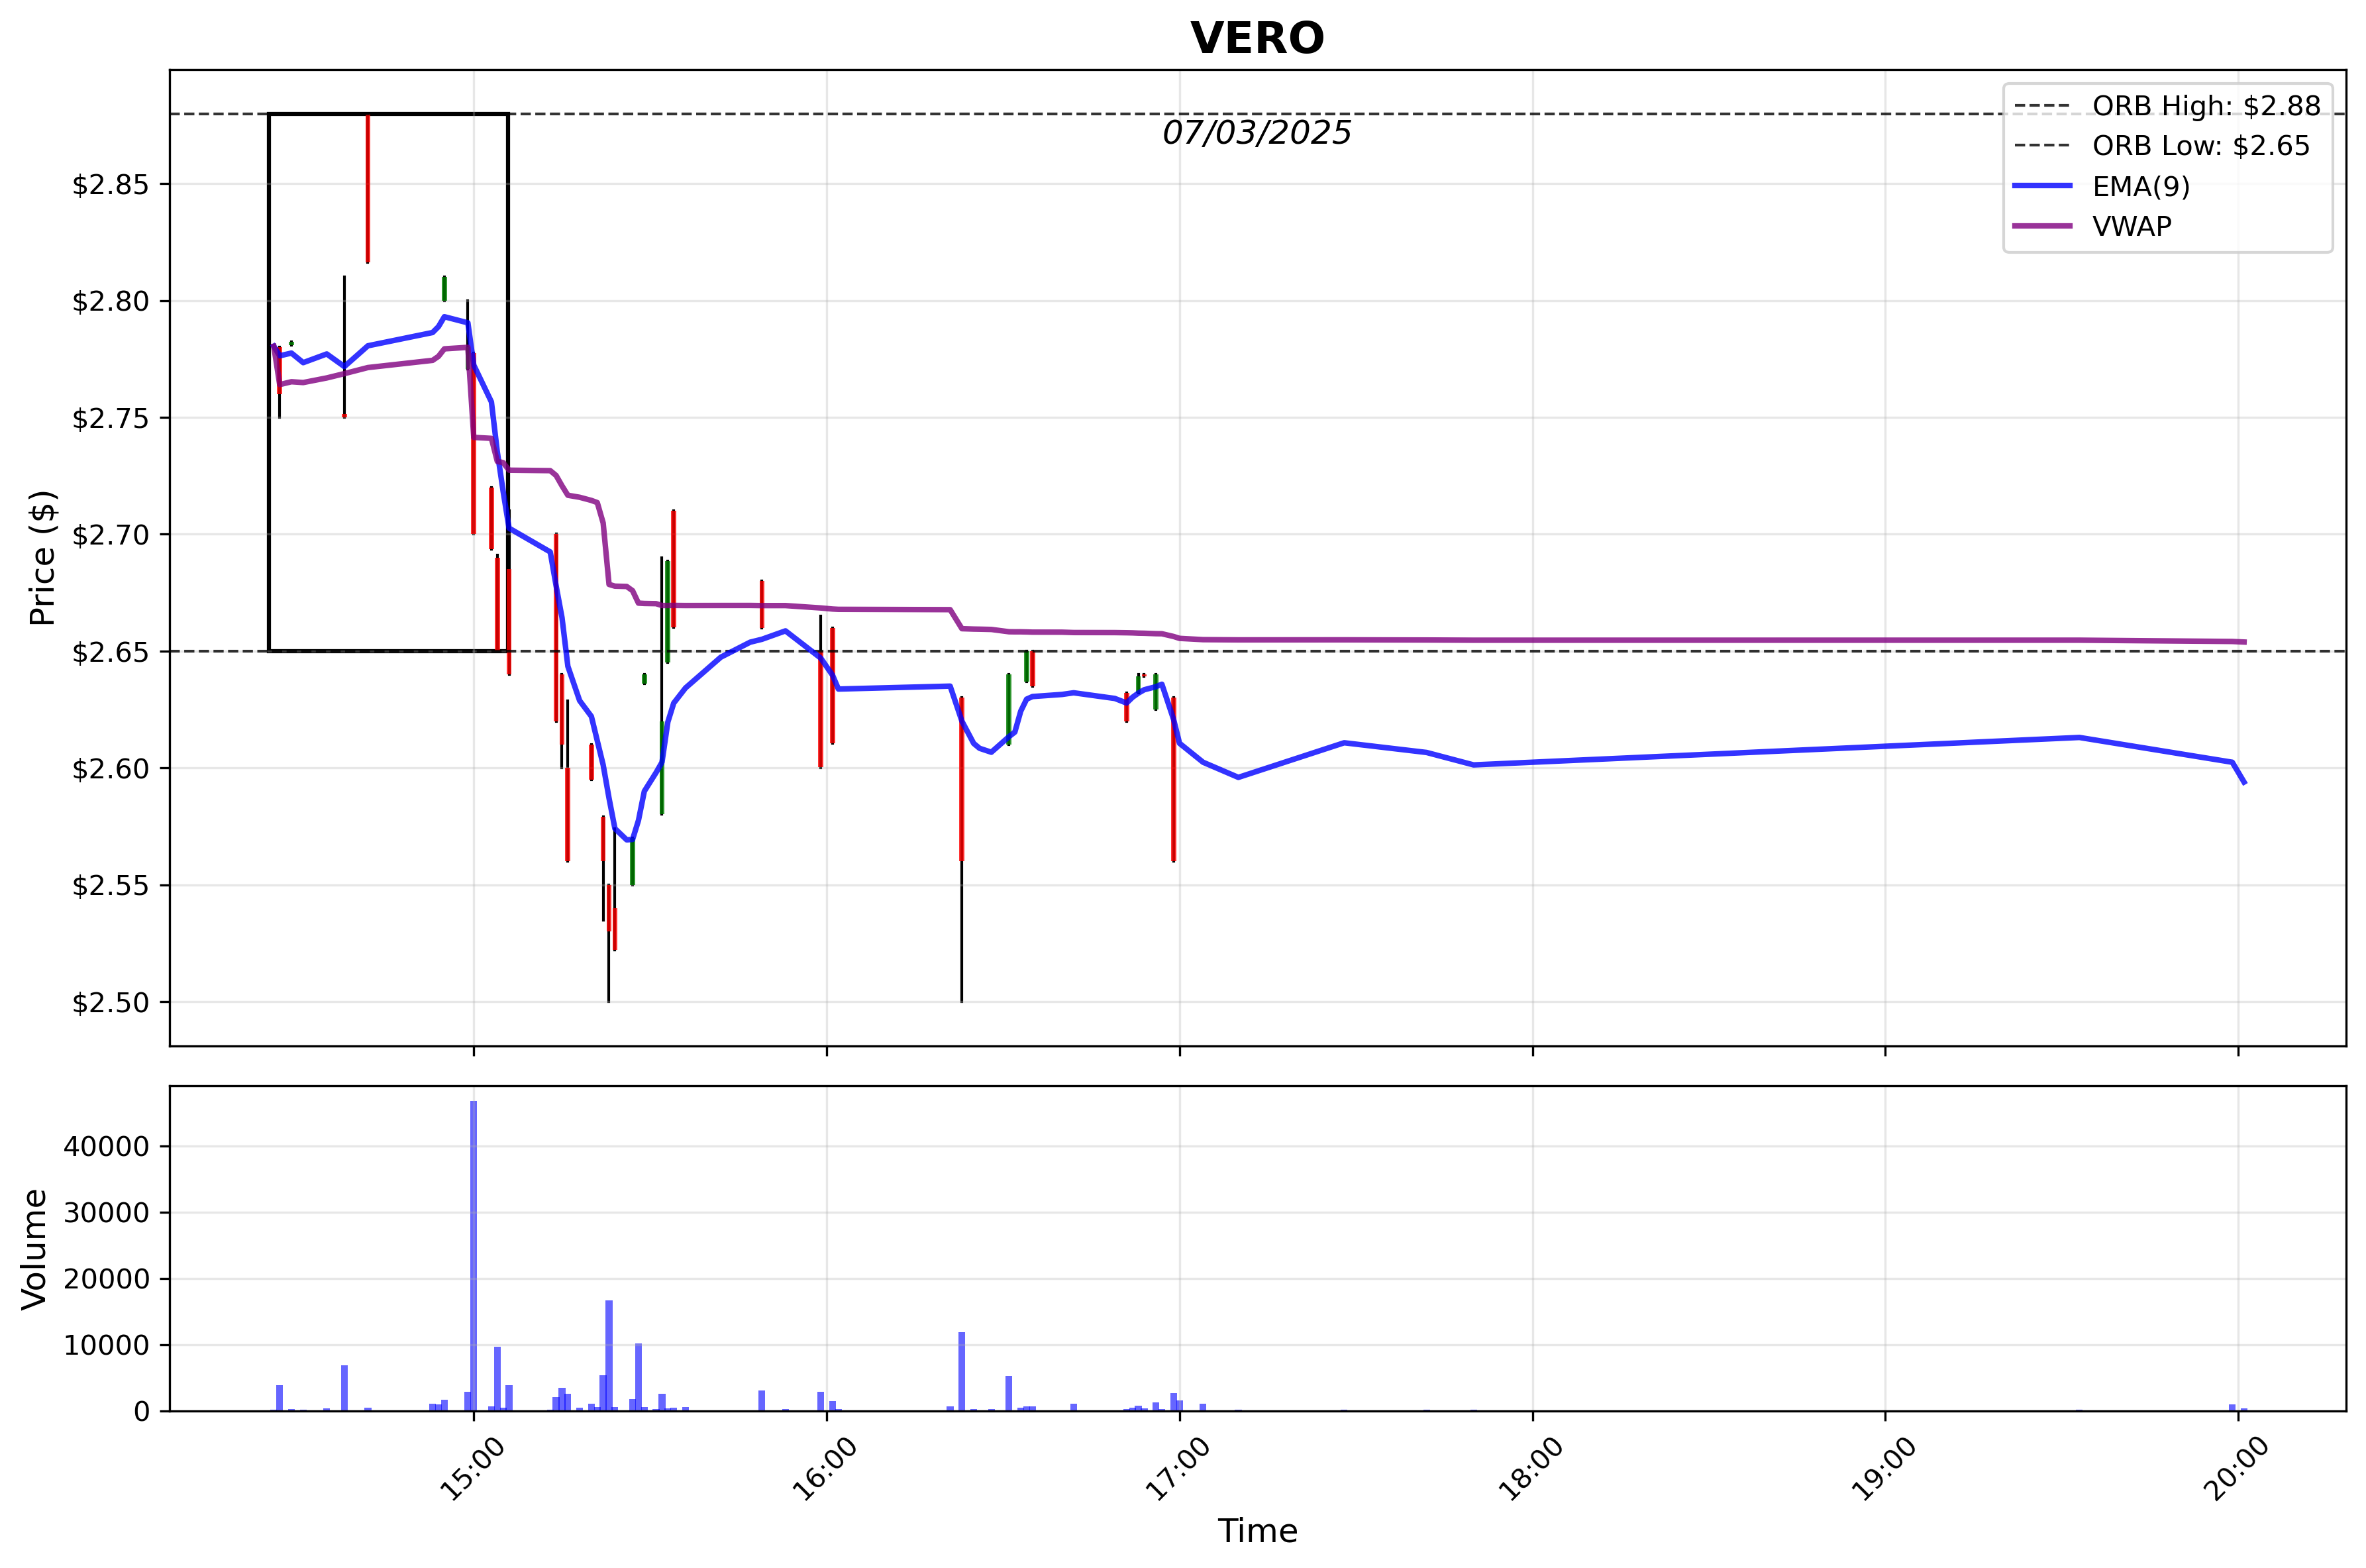 VERO
07/03/2025
ORB High: $2.88
ORB Low: $2.65
EMA(9)
VWAP
Price ($)
$2.85
$2.80
$2.75
$2.70
$2.65
$2.60
$2.55
$2.50
Volume
40000
30000
20000
10000
0
15:00
16:00
17:00
18:00
19:00
20:00
Time